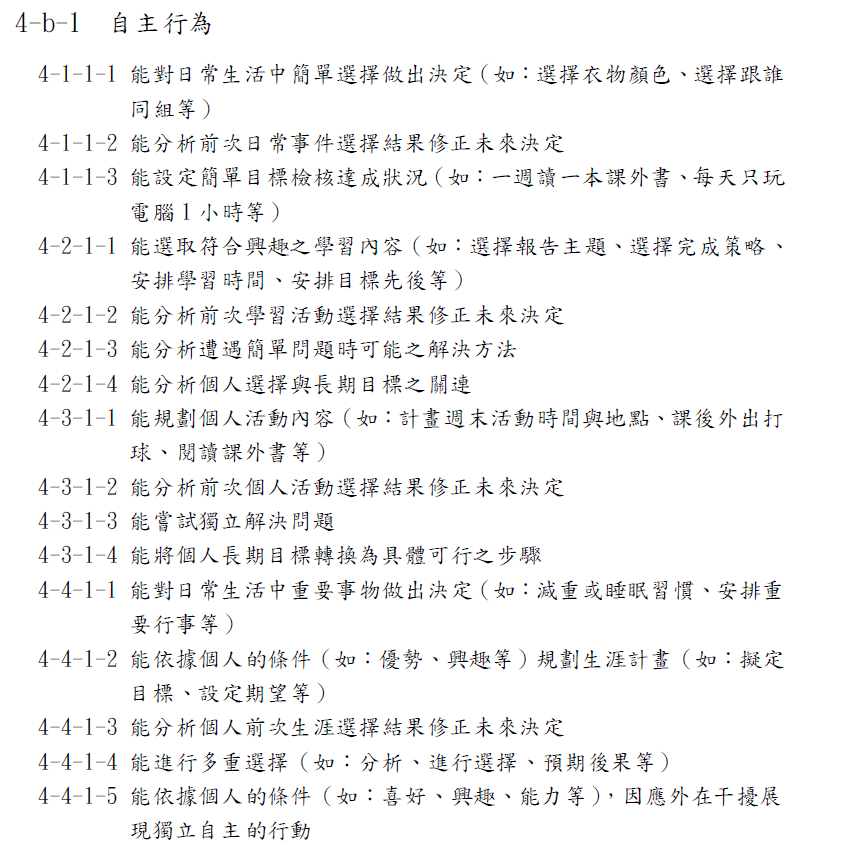 4-b-1 自主行為
4-1-1-1 能對日常生活中簡單選擇做出決定（如：選擇衣物顏色、選擇跟誰
同組等）
4-1-1-2 能分析前次日常事件選擇結果修正未來決定
4-1-1-3 能設定簡單目標檢核達成狀況（如：一週讀一本課外書、每天只玩
電腦 1 小時等）
4-2-1-1 能選取符合興趣之學習內容（如：選擇報告主題、選擇完成策略、
安排學習時間、安排目標先後等）
4-2-1-2 能分析前次學習活動選擇結果修正未來決定
4-2-1-3 能分析遭遇簡單問題時可能之解決方法
4-2-1-4 能分析個人選擇與長期目標之關連
4-3-1-1 能規劃個人活動內容（如：計畫週末活動時間與地點、課後外出打
球、閱讀課外書等）
4-3-1-2 能分析前次個人活動選擇結果修正未來決定
4-3-1-3 能嘗試獨立解決問題
4-3-1-4 能將個人長期目標轉換為具體可行之步驟
4-4-1-1 能對日常生活中重要事物做出決定（如：減重或睡眠習慣、安排重
要行事等）
4-4-1-2 能依據個人的條件（如：優勢、興趣等）規劃生涯計畫（如：擬定
目標、設定期望等）
4-4-1-3 能分析個人前次生涯選擇結果修正未來決定
4-4-1-4 能進行多重選擇（如：分析、進行選擇、預期後果等）
4-4-1-5 能依據個人的條件（如：喜好、興趣、能力等），因應外在干擾展
現獨立自主的行動